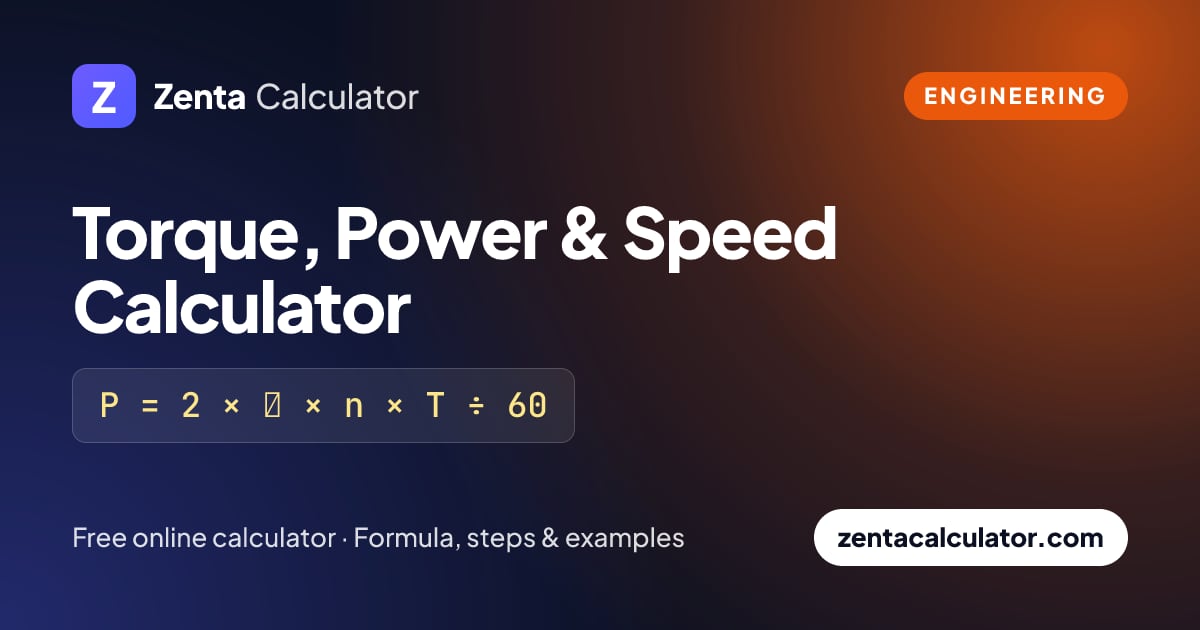 Z
Zenta Calculator
ENGINEERING
Torque, Power & Speed
Calculator
P = 2 × × n × T ÷ 60
Free online calculator · Formula, steps & examples
zentacalculator.com